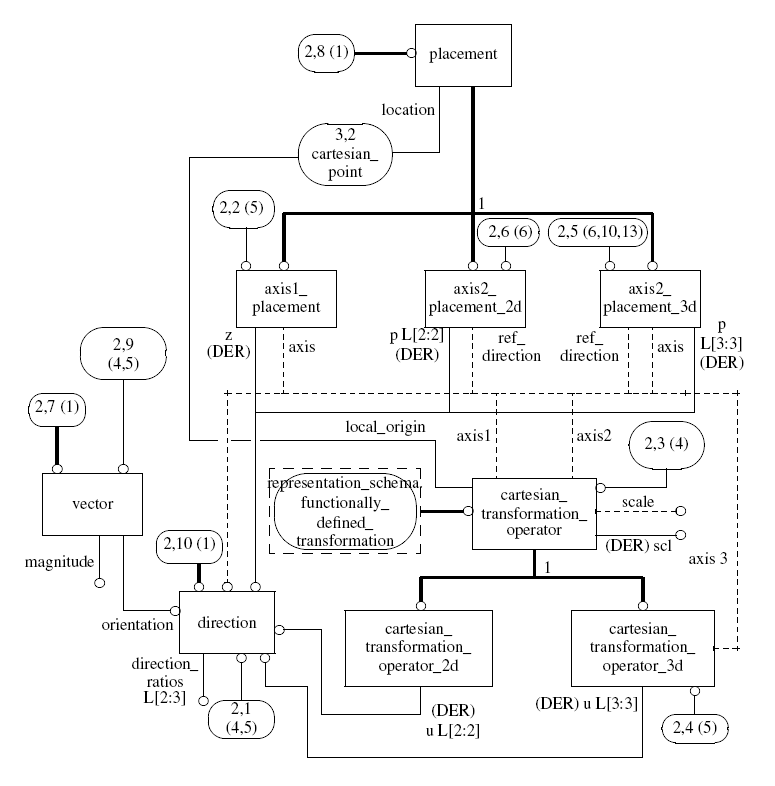 2,8 (1)
placement
location
3,2
cartesian_
point
1
2,2 (5)
2,6 (6)
2,5 (6,10,13)
axis1_
placement
axis2_
placement_2d
axis2_
placement_3d
z
(DER)
axis
p L[2:2]
(DER)
ref_
direction
ref_
direction
axis
p
L[3:3]
(DER)
2,9
(4,5)
2,7 (1)
local_origin
axis1
axis2
2,3 (4)
vector
representation_schema.
functionally_
defined_
transformation
cartesian_
transformation_
operator
scale
(DER) scl
axis 3
magnitude
2,10 (1)
1
orientation
direction
cartesian_
transformation_
operator_2d
cartesian_
transformation_
operator_3d
direction_
ratios
L[2:3]
2,1
(4,5)
(DER)
u L[2:2]
(DER) u L[3:3]
2,4 (5)